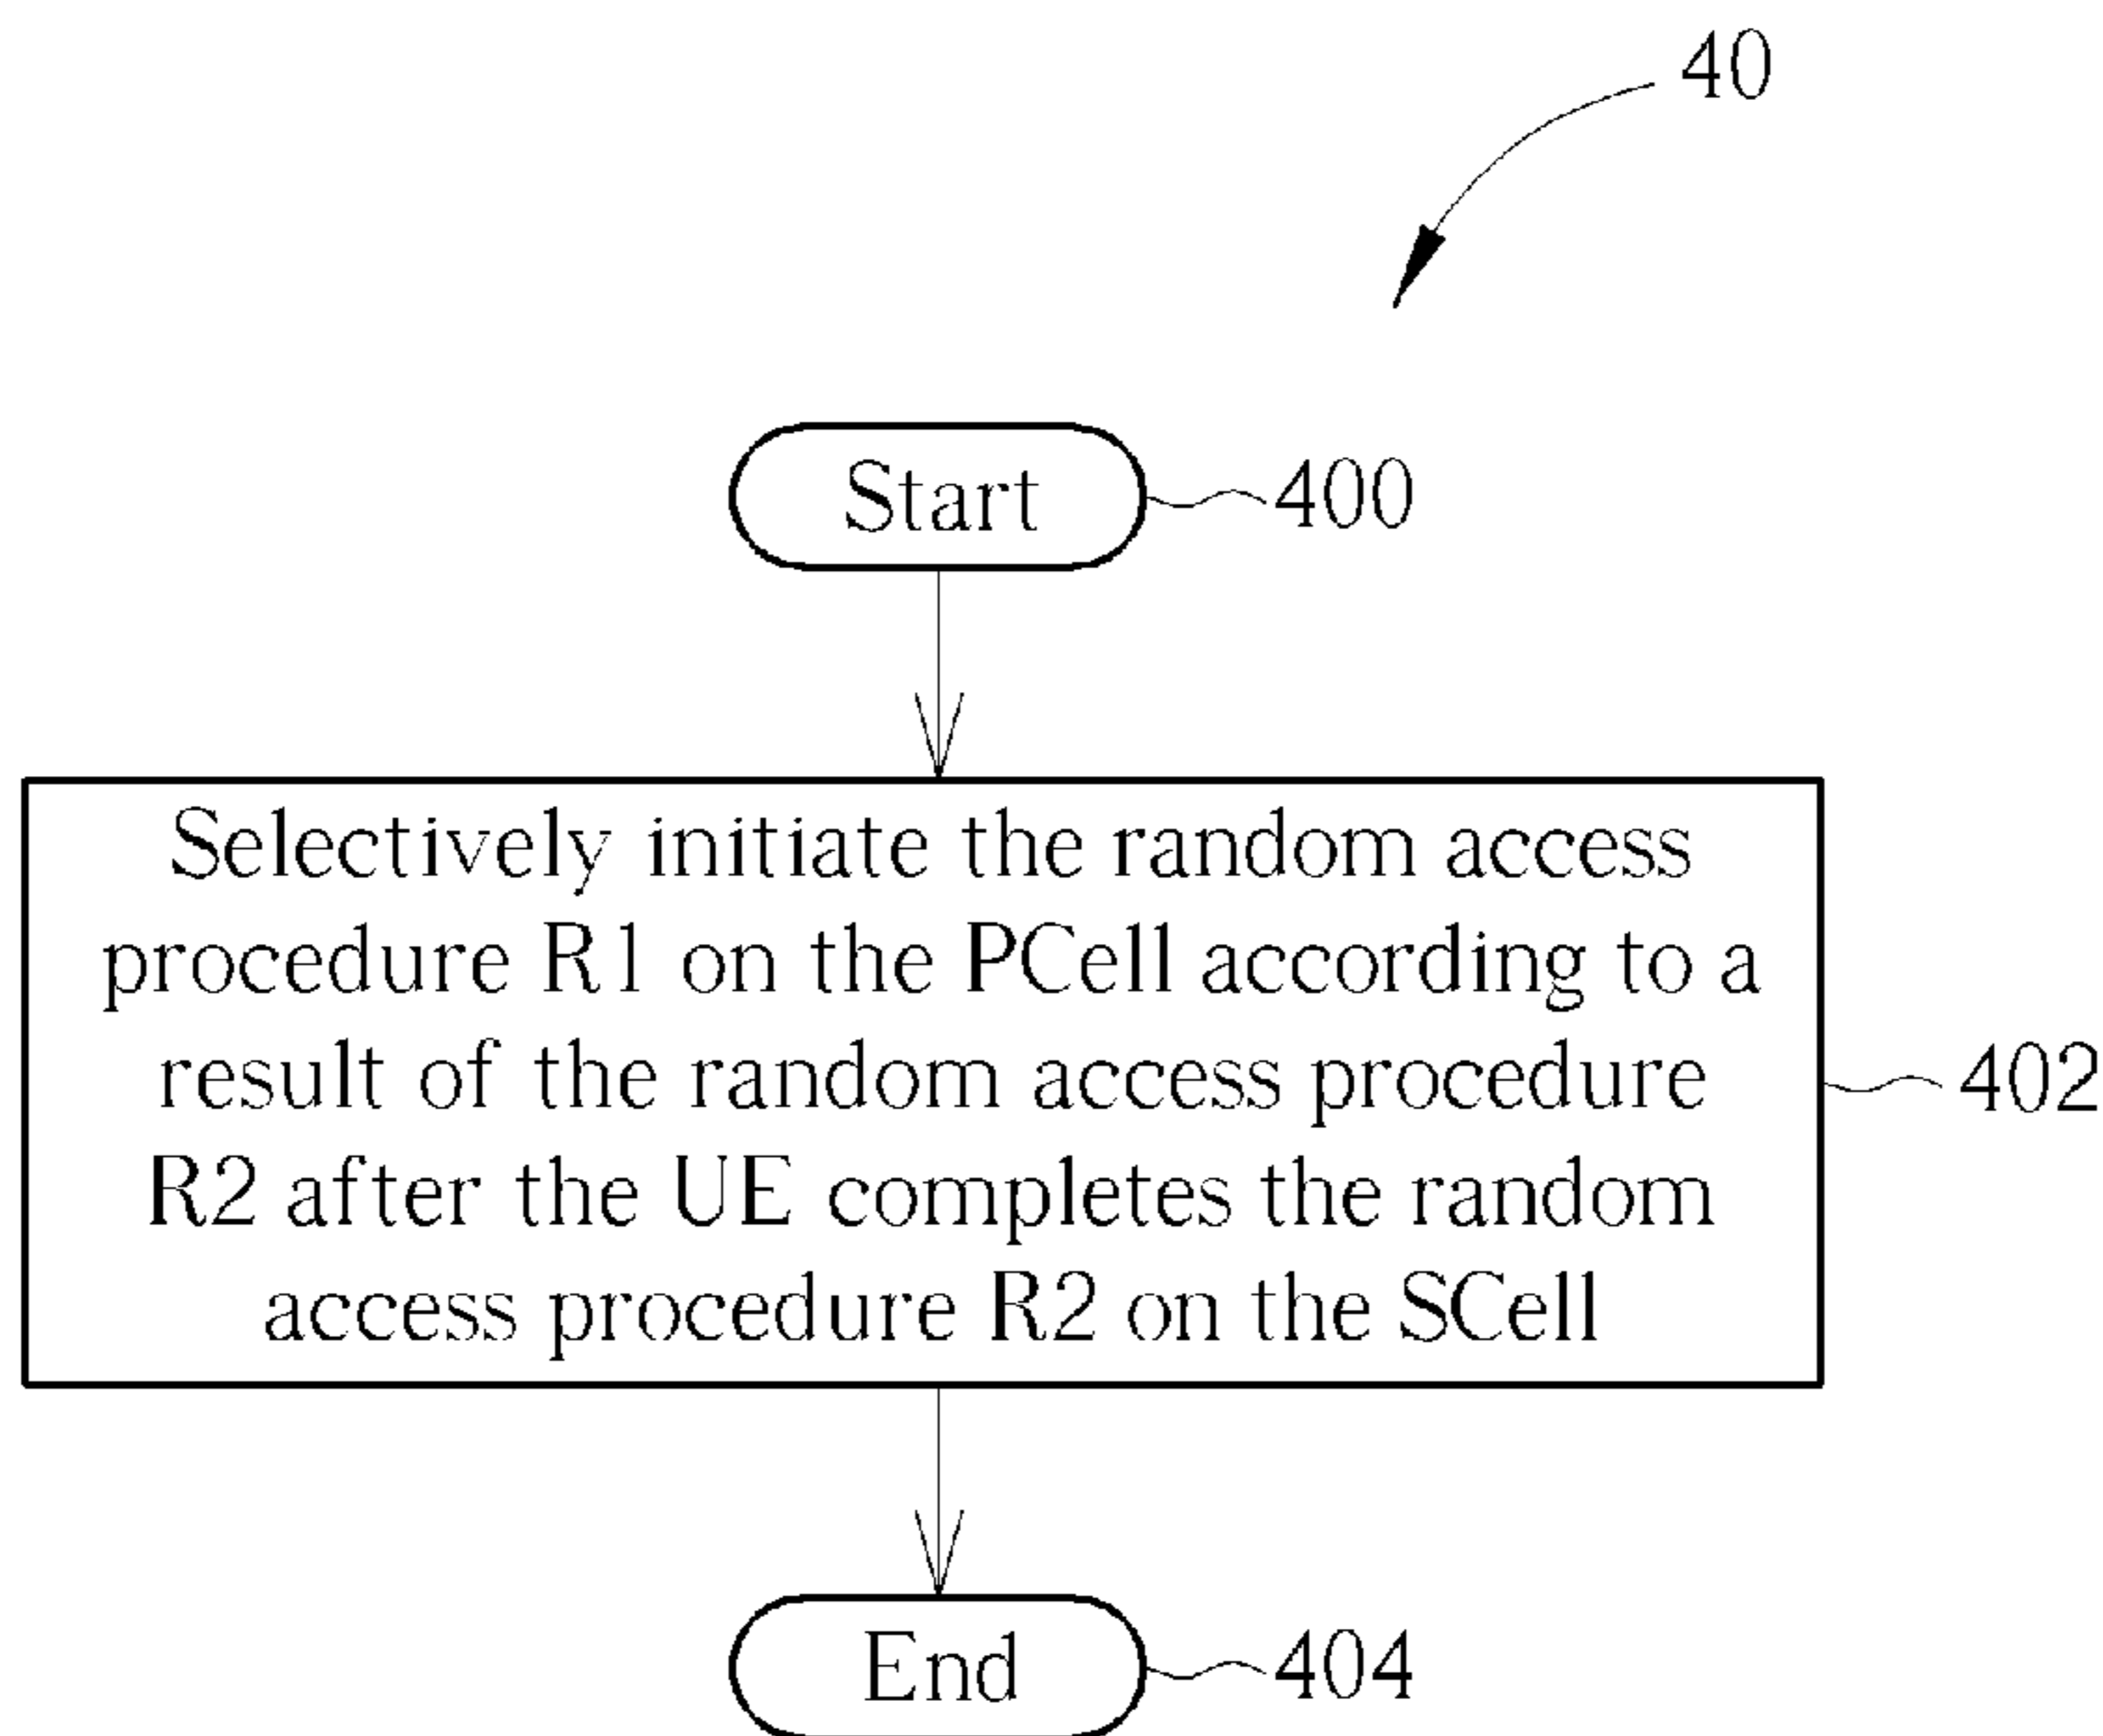 40
Start
400
Selectively initiate the random access
procedure R1 on the PCell according to a
result of the random access procedure
R2 after the UE completes the random
access procedure R2 on the SCell
402
End
404